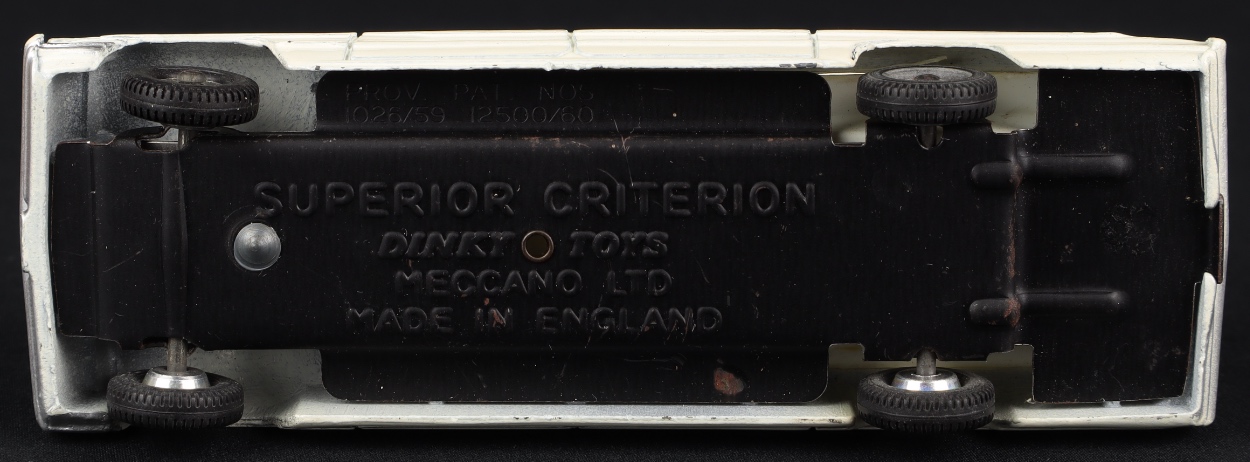 PROV. PAT. NOS
1026/59 12500/60
SUPERIOR CRITERION
DINKY TOYS
MECCANO LTD
MADE IN ENGLAND